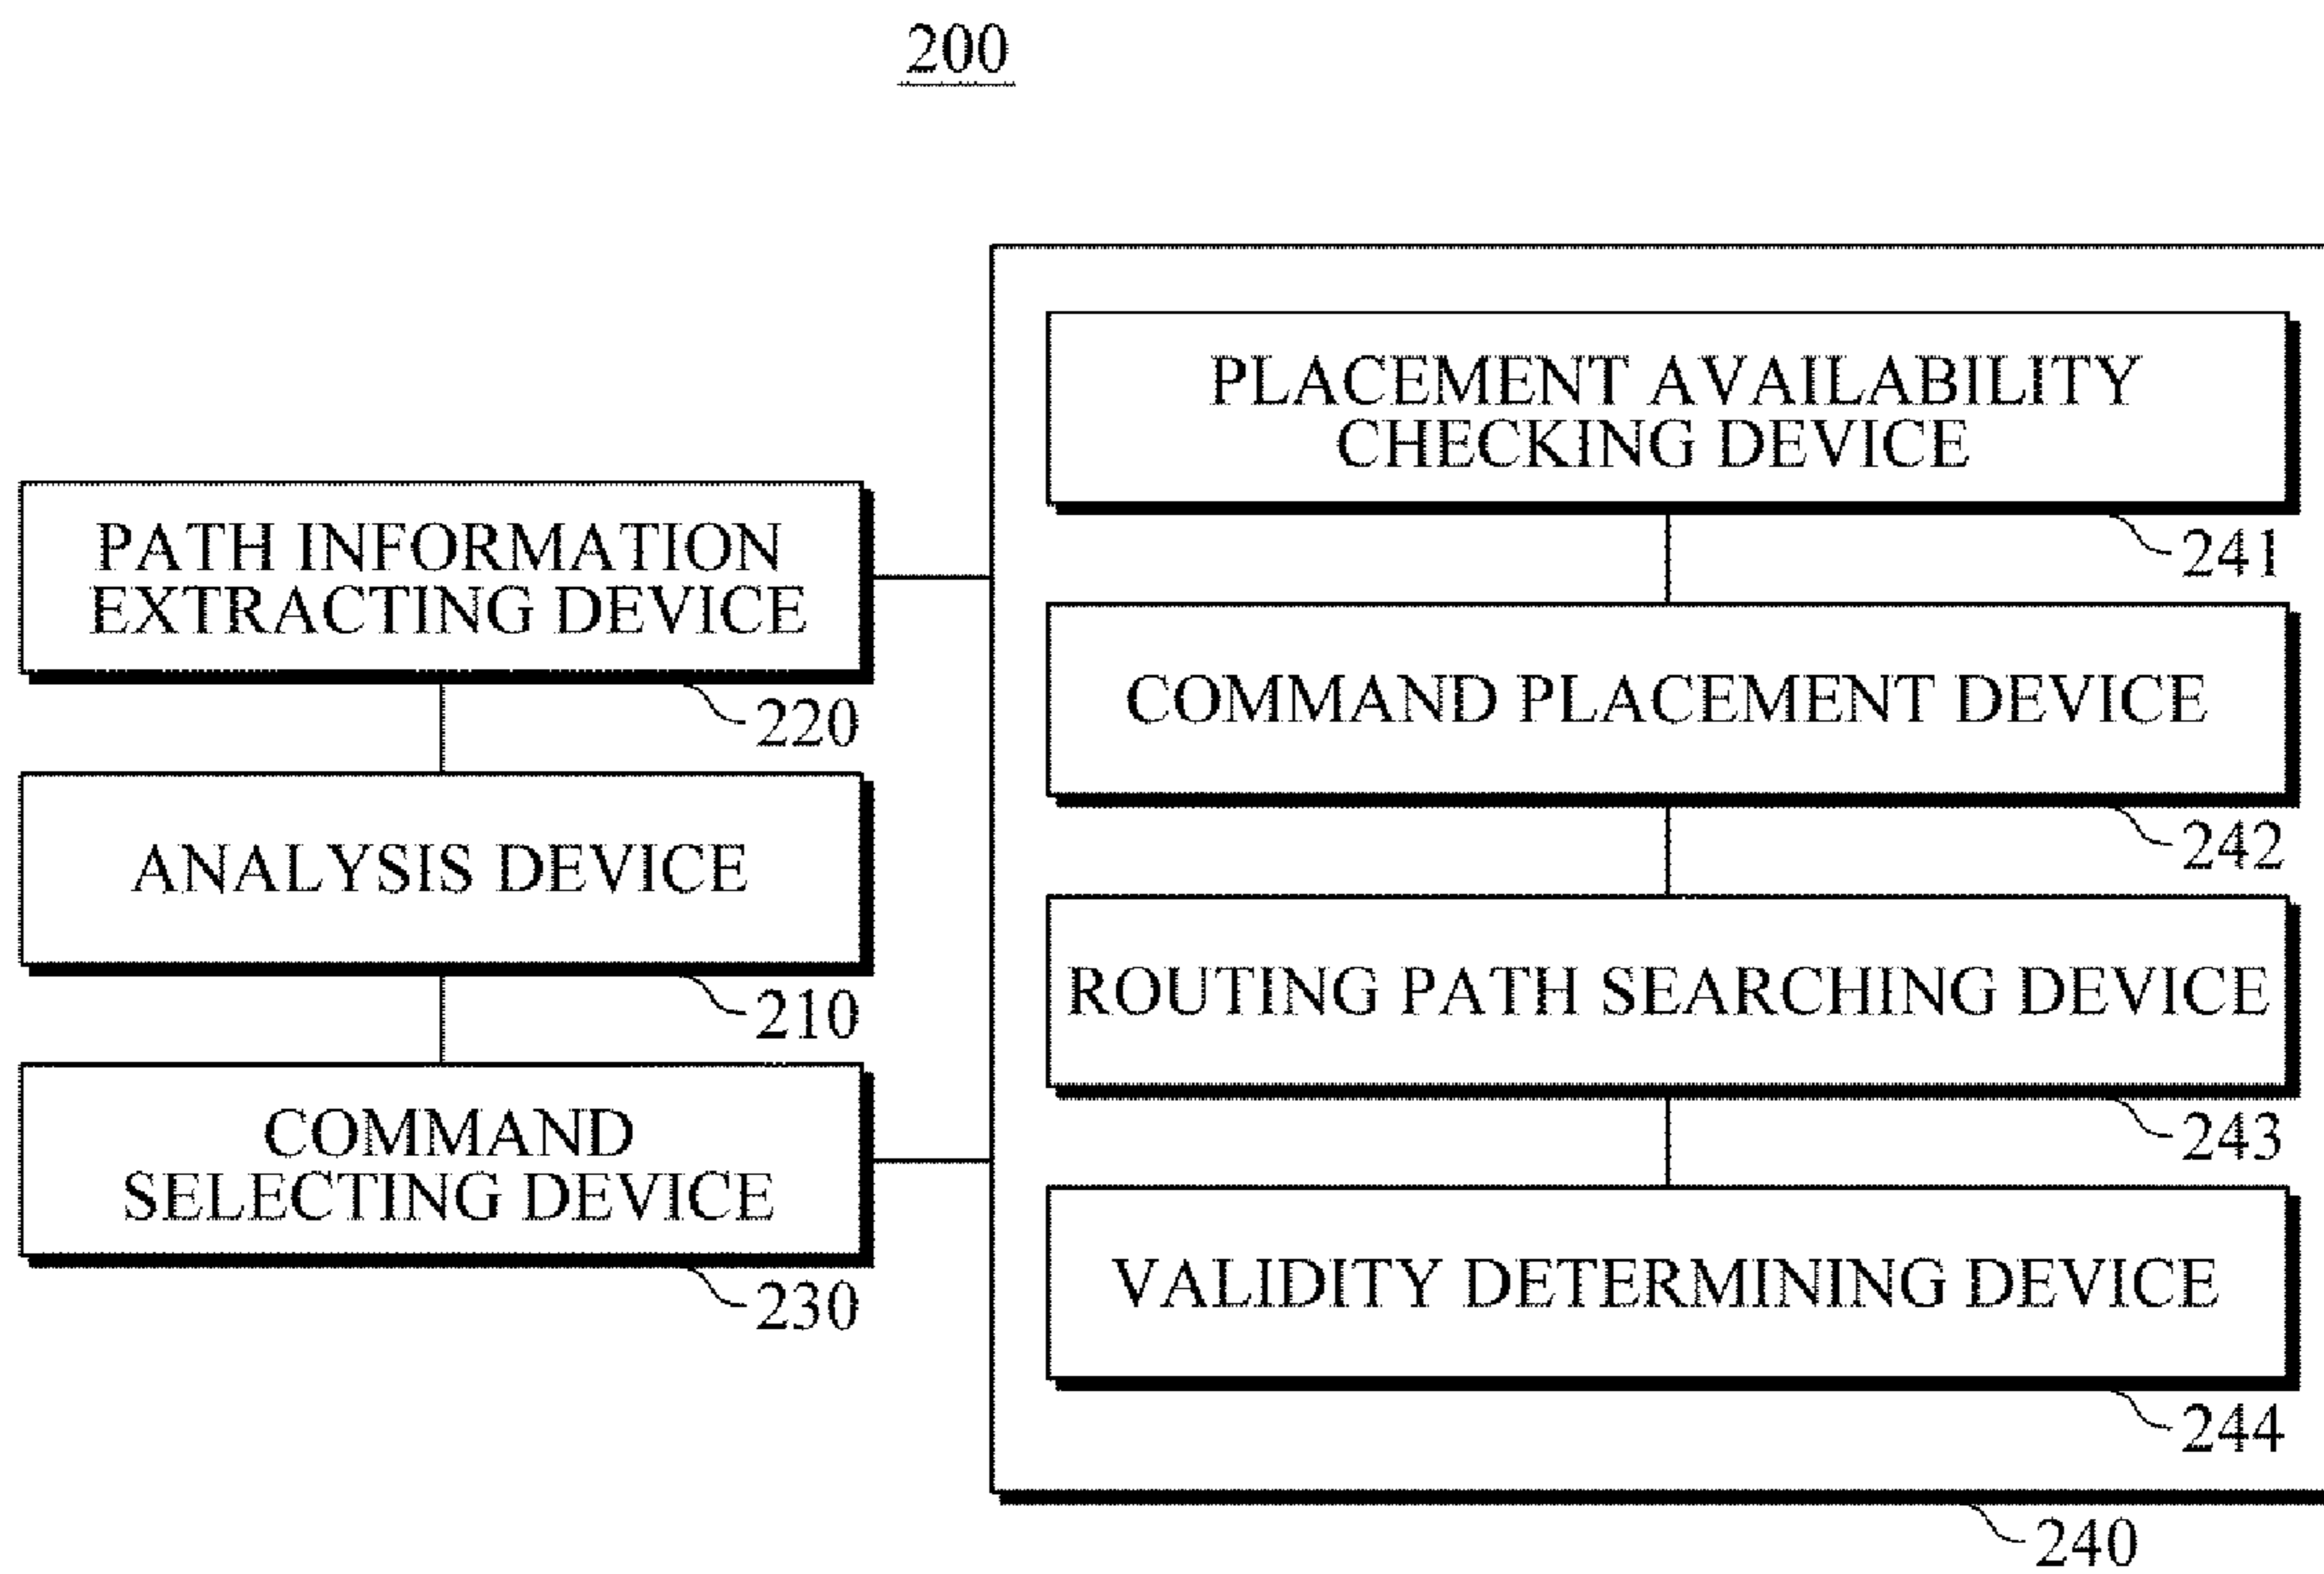 200
PATH INFORMATION
EXTRACTING DEVICE
220
ANALYSIS DEVICE
210
COMMAND
SELECTING DEVICE
230
PLACEMENT AVAILABILITY
CHECKING DEVICE
241
COMMAND PLACEMENT DEVICE
242
ROUTING PATH SEARCHING DEVICE
243
VALIDITY DETERMINING DEVICE
244
240